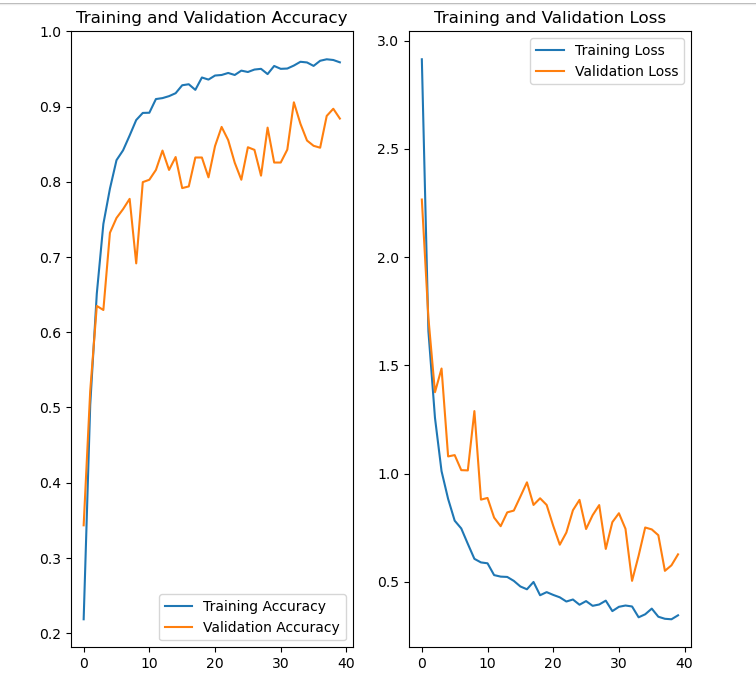 Training and Validation Accuracy
1.0
0.9
0.8
0.7
0.6
0.5
0.4
0.3
0.2
0 10 20 30 40
Training Accuracy
Validation Accuracy
Training and Validation Loss
3.0
2.5
2.0
1.5
1.0
0.5
0 10 20 30 40
Training Loss
Validation Loss